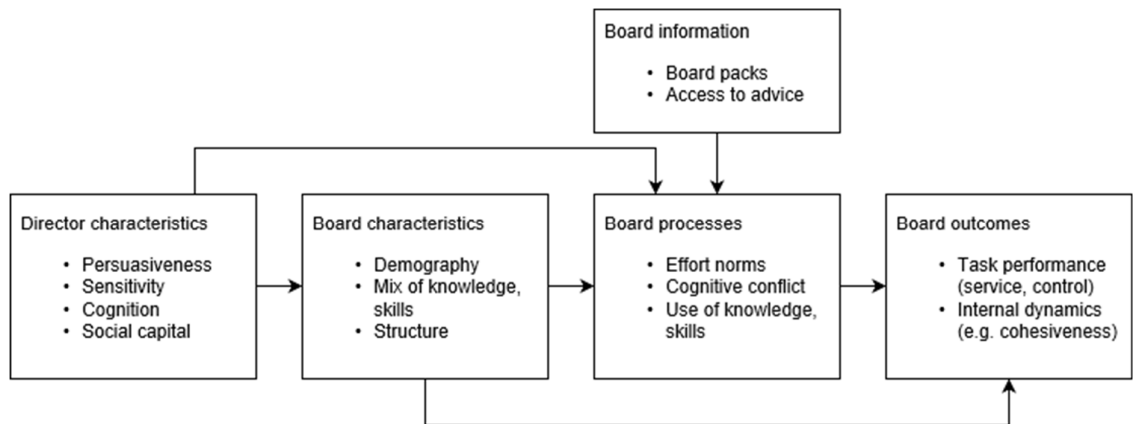 Board information
• Board packs
• Access to advice
Director characteristics
• Persuasiveness
• Sensitivity
• Cognition
• Social capital
Board characteristics
• Demography
• Mix of knowledge,
skills
• Structure
Board processes
• Effort norms
• Cognitive conflict
• Use of knowledge,
skills
Board outcomes
• Task performance
(service, control)
• Internal dynamics
(e.g. cohesiveness)